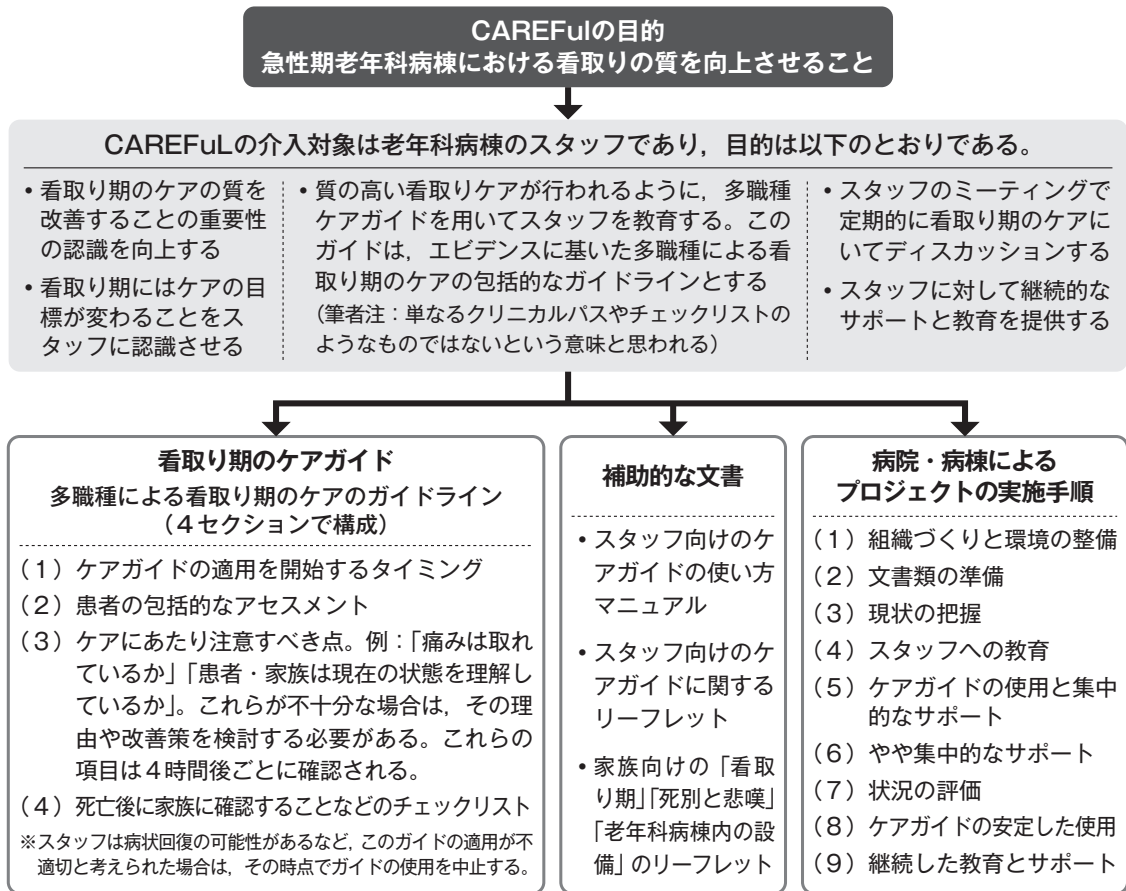 CAREFulの目的
急性期老年科病棟における看取りの質を向上させること
CAREFuLの介入対象は老年科病棟のスタッフであり，目的は以下のとおりである。
・看取り期のケアの質を
改善することの重要性
の認識を向上する
・看取り期にはケアの目
標が変わることをス
タッフに認識させる
・質の高い看取りケアが行われるように，多職種
ケアガイドを用いてスタッフを教育する。この
ガイドは，エビデンスに基いた多職種による看
取り期のケアの包括的なガイドラインとする
（筆者注：単なるクリニカルパスやチェックリストの
ようなものではないという意味と思われる）
・スタッフのミーティングで
定期的に看取り期のケアに
いてディスカッションする
・スタッフに対して継続的な
サポートと教育を提供する
看取り期のケアガイド
多職種による看取り期のケアのガイドライン
（４セクションで構成）
（１）ケアガイドの適用を開始するタイミング
（２）患者の包括的なアセスメント
（３）ケアにあたり注意すべき点。例：「痛みは取れ
ているか」「患者・家族は現在の状態を理解し
ているか」。これらが不十分な場合は，その理
由や改善策を検討する必要がある。これらの
項目は４時間後ごとに確認される。
（４）死亡後に家族に確認することなどのチェックリスト
※スタッフは病状回復の可能性があるなど，このガイドの適用が不
適切と考えられた場合は，その時点でガイドの使用を中止する。
補助的な文書
・スタッフ向けのケ
アガイドの使い方
マニュアル
・スタッフ向けのケ
アガイドに関する
リーフレット
・家族向けの「看取
り期」「死別と悲嘆」
「老年科病棟内の設
備」のリーフレット
病院・病棟による
プロジェクトの実施手順
（１）組織づくりと環境の整備
（２）文書類の準備
（３）現状の把握
（４）スタッフへの教育
（５）ケアガイドの使用と集中
的なサポート
（６）やや集中的なサポート
（７）状況の評価
（８）ケアガイドの安定した使用
（９）継続した教育とサポート